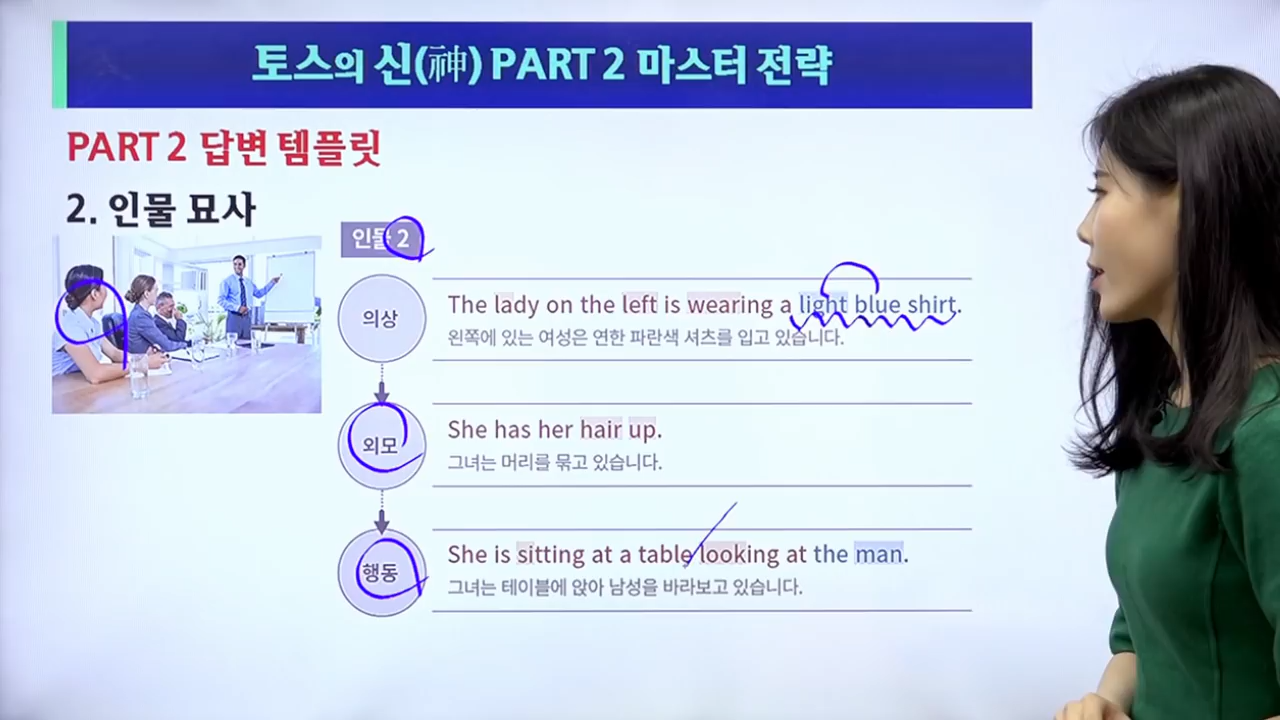 토스의 신(神) PART 2 마스터 전략
PART 2 답변 템플릿
2. 인물 묘사
인물 2
의상
The lady on the left is wearing a light blue shirt.
왼쪽에 있는 여성은 연한 파란색 셔츠를 입고 있습니다.
외모
She has her hair up.
그녀는 머리를 묶고 있습니다.
행동
She is sitting at a table looking at the man.
그녀는 테이블에 앉아 남성을 바라보고 있습니다.